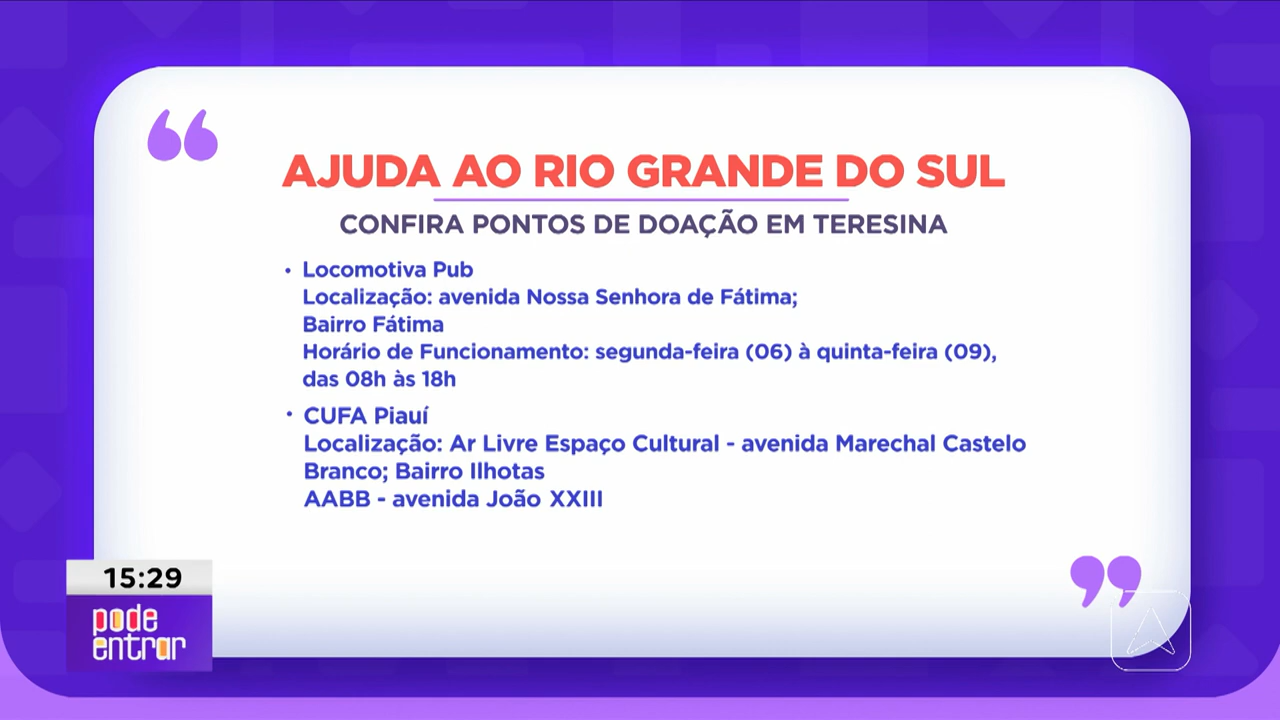 AJUDA AO RIO GRANDE DO SUL
CONFIRA PONTOS DE DOAÇÃO EM TERESINA
• Locomotiva Pub
Localização: avenida Nossa Senhora de Fátima;
Bairro Fátima
Horário de Funcionamento: segunda-feira (06) à quinta-feira (09),
das 08h às 18h
• CUFA Piauí
Localização: Ar Livre Espaço Cultural - avenida Marechal Castelo
Branco; Bairro Ilhotas
AABB - avenida João XXIII
15:29
pode
entrar